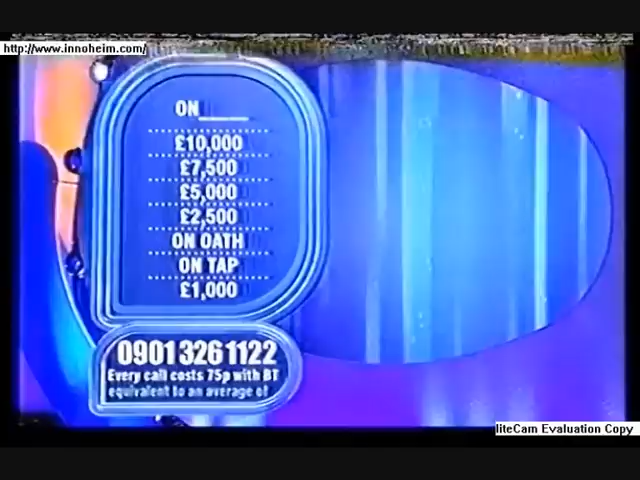 http://www.innoheim.com/
ON_____
£10,000
£7,500
£5,000
£2,500
ON OATH
ON TAP
£1,000
0901 326 1122
Every call costs 75p with BT
equivalent to an average of
liteCam Evaluation Copy